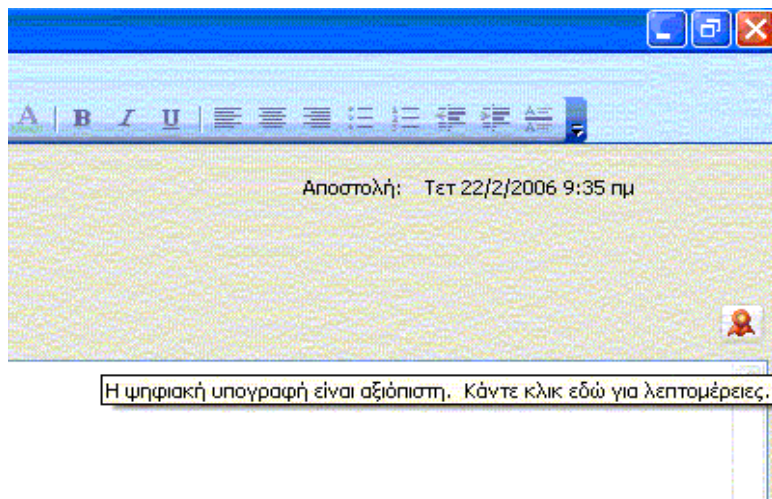 A B I U
Αποστολή: Τετ 22/2/2006 9:35 πμ
Η ψηφιακή υπογραφή είναι αξιόπιστη. Κάντε κλικ εδώ για λεπτομέρειες.